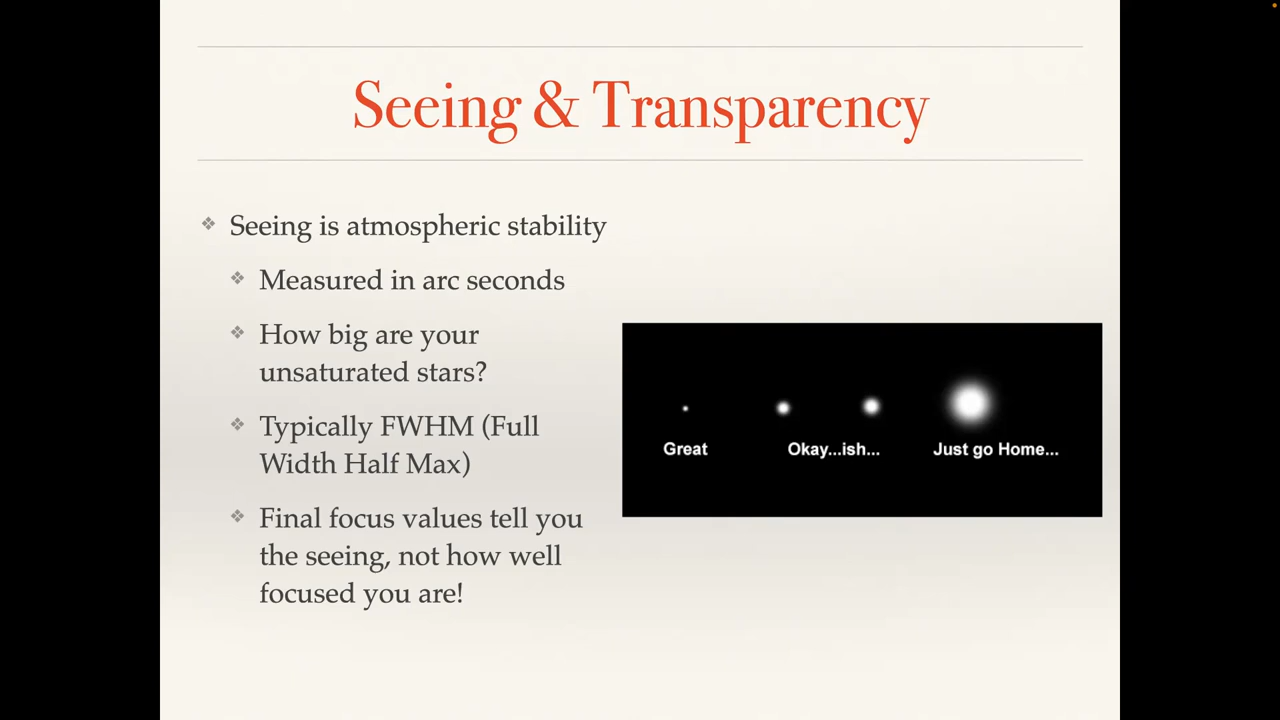 Seeing & Transparency
Seeing is atmospheric stability
Measured in arc seconds
How big are your
unsaturated stars?
Typically FWHM (Full
Width Half Max)
Final focus values tell you
the seeing, not how well
focused you are!
Great
Okay...ish...
Just go Home...